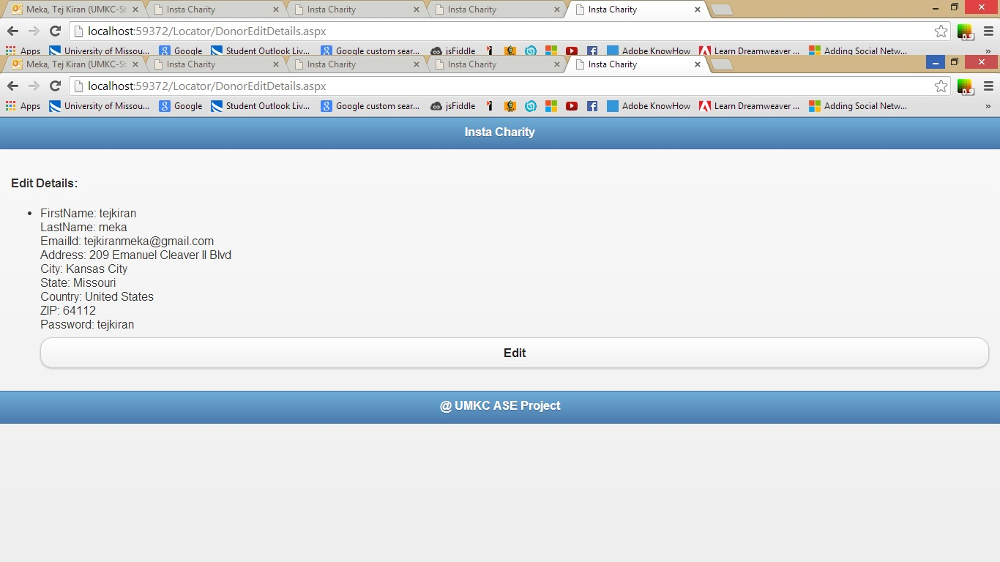 Meka, Tej Kiran (UMKC-St Insta Charity Insta Charity Insta Charity Insta Charity
localhost:59372/Locator/DonorEditDetails.aspx
Apps University of Missou... Google Student Outlook Liv... Google custom sear... jsFiddle Adobe KnowHow Learn Dreamweaver ... Adding Social Netw... »
Meka, Tej Kiran (UMKC-St Insta Charity Insta Charity Insta Charity Insta Charity
localhost:59372/Locator/DonorEditDetails.aspx
Apps University of Missou... Google Student Outlook Liv... Google custom sear... jsFiddle Adobe KnowHow Learn Dreamweaver ... Adding Social Netw... »
Insta Charity
Edit Details:
FirstName: tejkiran
LastName: meka
EmailId: tejkiranmeka@gmail.com
Address: 209 Emanuel Cleaver II Blvd
City: Kansas City
State: Missouri
Country: United States
ZIP: 64112
Password: tejkiran
Edit
@ UMKC ASE Project